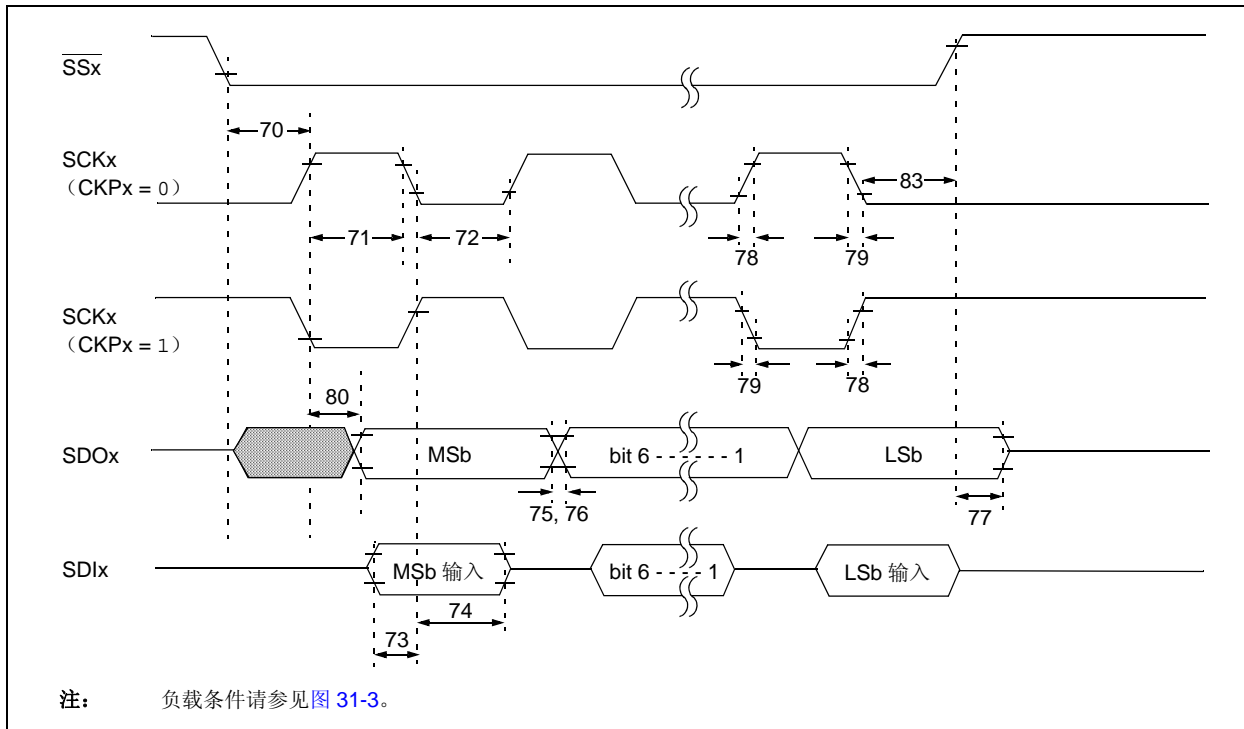 SSx
70
SCKx
（CKPx = 0）
83
71
72
78
79
SCKx
（CKPx = 1）
79
78
80
SDOx
MSb
bit 6 - - - - - - 1
LSb
75, 76
77
SDIx
MSb 输入
bit 6 - - - - 1
LSb 输入
74
73
注： 负载条件请参见图 31-3。